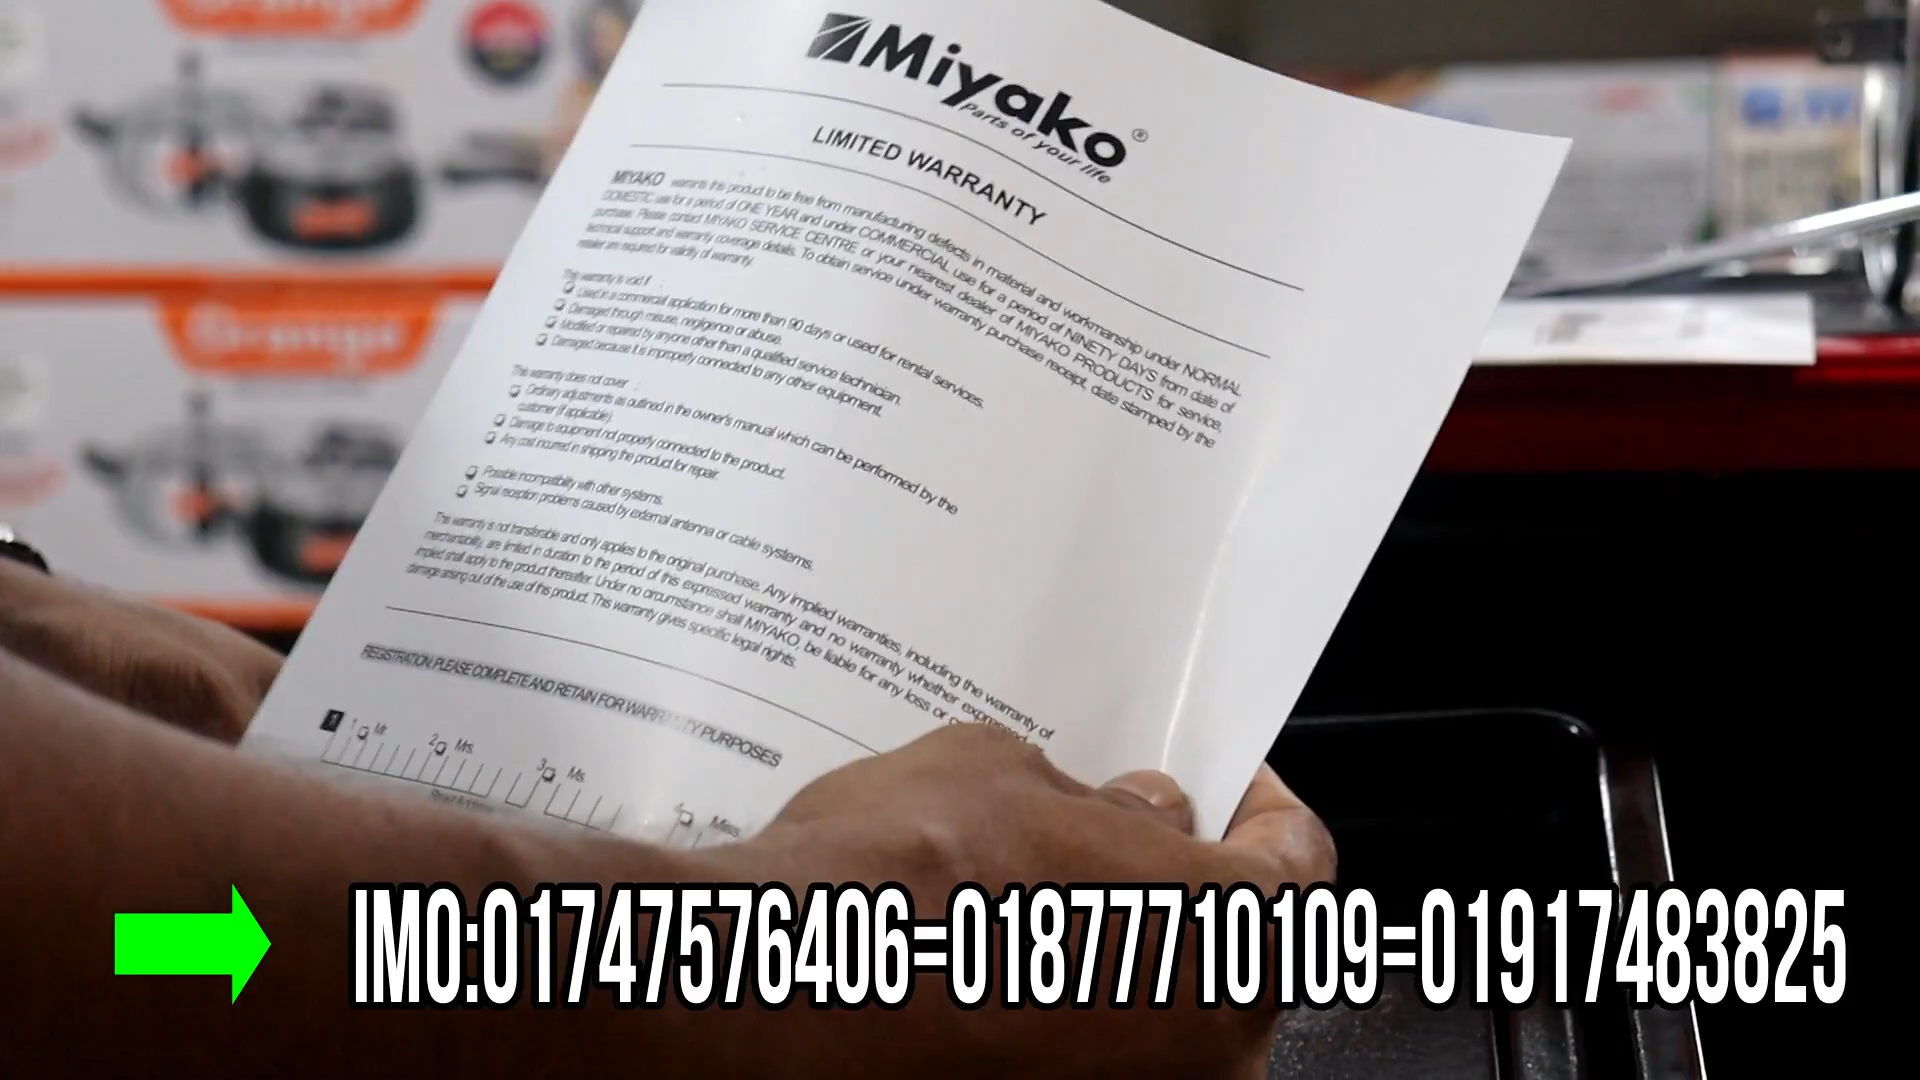 Miyako®
Parts of your life
LIMITED WARRANTY
MIYAKO warrants this product to be free from manufacturing defects in material and workmanship under NORMAL
DOMESTIC use for a period of ONE YEAR and under COMMERCIAL use for a period of NINETY DAYS from date of
purchase. Please contact MIYAKO SERVICE CENTRE or your nearest dealer of MIYAKO PRODUCTS for service,
technical support and warranty coverage details. To obtain service under warranty purchase receipt, date stamped by the
retailer are required for validity of warranty.
This warranty is void if
Used in a commercial application for more than 90 days or used for rental services.
Damaged through misuse, negligence or abuse.
Modified or repaired by anyone other than a qualified service technician.
Damaged because it is improperly connected to any other equipment.
This warranty does not cover :
Ordinary adjustments as outlined in the owner's manual which can be performed by the
customer (if applicable).
Damage to equipment not properly connected to the product.
Any cost incurred in shipping the product for repair.
Possible incompatibility with other systems.
Signal reception problems caused by external antenna or cable systems.
This warranty is not transferable and only applies to the original purchase. Any implied warranties, including the warranty of
merchantability, are limited in duration to the period of this expressed warranty and no warranty whether expressed or
implied shall apply to the product thereafter. Under no circumstance shall MIYAKO, be liable for any loss or
damage arising out of the use of this product. This warranty gives specific legal rights.
REGISTRATION: PLEASE COMPLETE AND RETAIN FOR WARRANTY PURPOSES
1 1 Mr. 2 Mrs. 3 Ms. 4 Miss.
Orange
Orange
IMO:01747576406=01877710109=01917483825